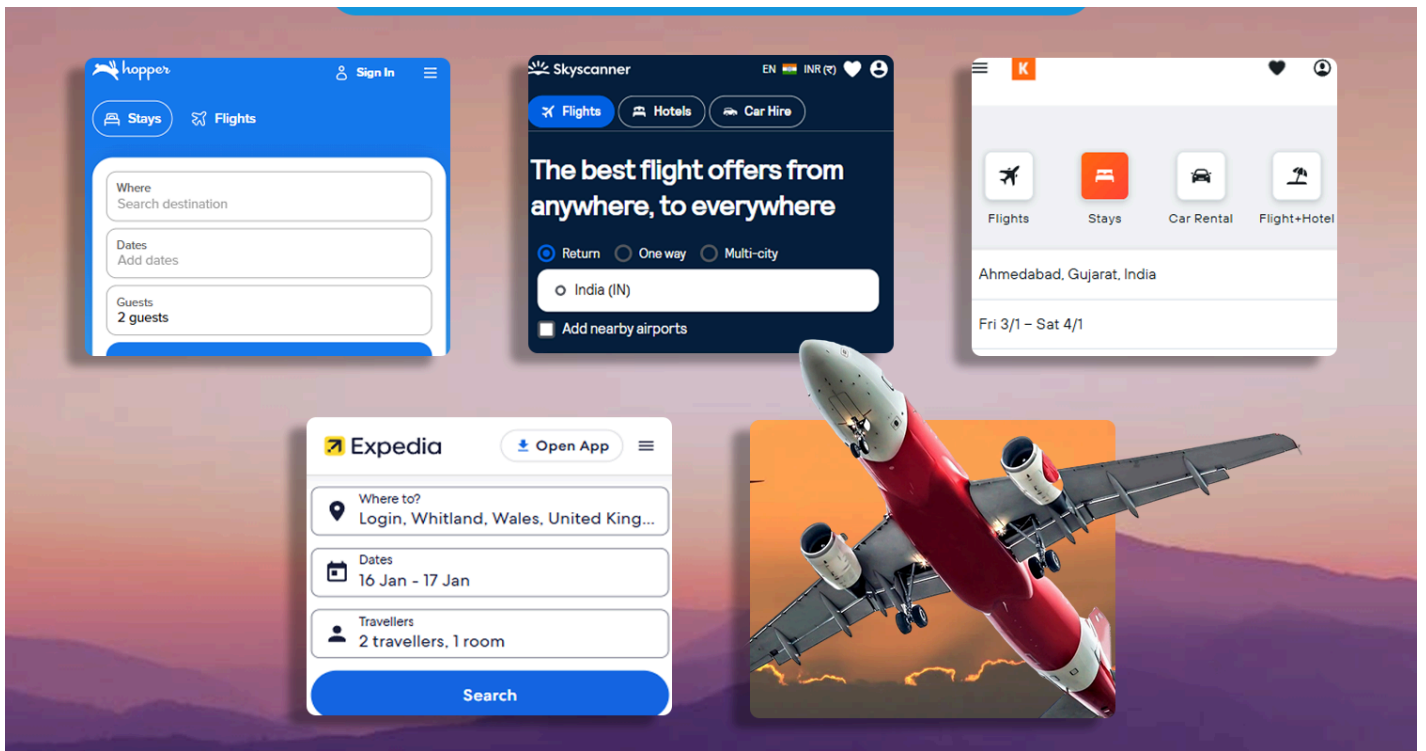 hopper
Sign In
Stays
Flights
Where
Search destination
Dates
Add dates
Guests
2 guests
Skyscanner
EN INR (₹)
Flights
Hotels
Car Hire
The best flight offers from
anywhere, to everywhere
Return One way Multi-city
India (IN)
Add nearby airports
K
Flights
Stays
Car Rental
Flight+Hotel
Ahmedabad, Gujarat, India
Fri 3/1 – Sat 4/1
Expedia
Open App
Where to?
Login, Whitland, Wales, United King...
Dates
16 Jan - 17 Jan
Travellers
2 travellers, 1 room
Search